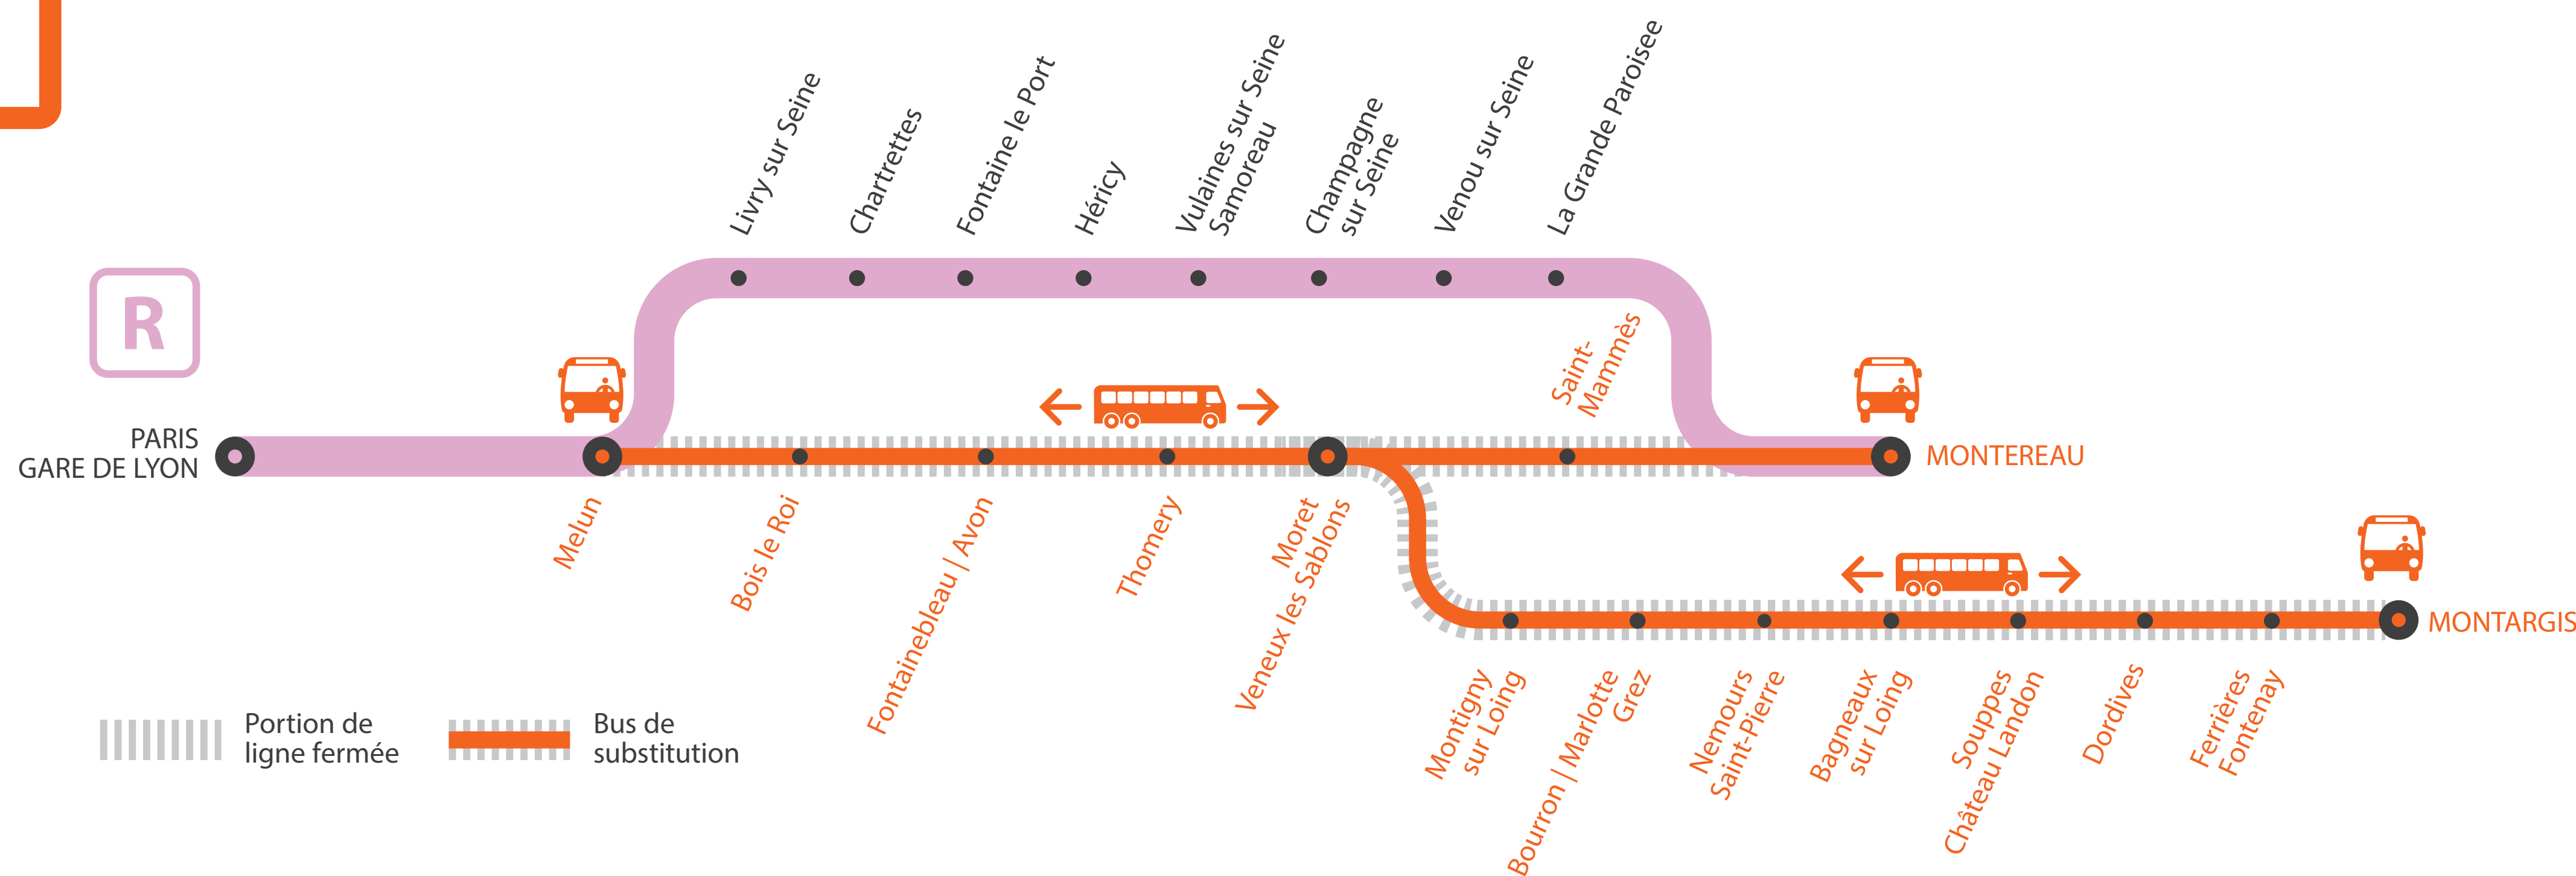 Livry sur Seine
Chartrettes
Fontaine le Port
Héricy
Vulaines sur Seine
Samoreau
Champagne
sur Seine
Venou sur Seine
La Grande Paroisee
R
PARIS
GARE DE LYON
Saint-
Mammès
MONTEREAU
Melun
Bois le Roi
Fontainebleau | Avon
Thomery
Moret
Veneux les Sablons
MONTARGIS
Montigny
sur Loing
Bourron | Marlotte
Grez
Nemours
Saint-Pierre
Bagneaux
sur Loing
Souppes
Château Landon
Dordives
Ferrières
Fontenay
Portion de
ligne fermée
Bus de
substitution